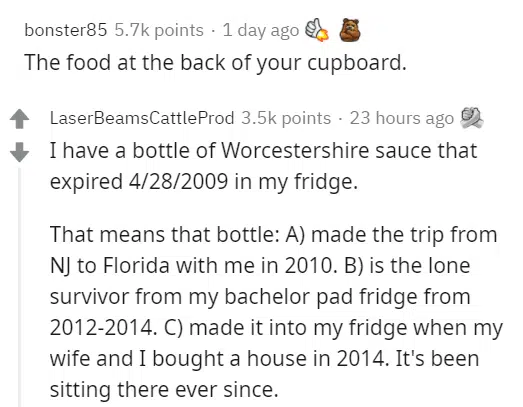 bonster85 5.7k points · 1 day ago
The food at the back of your cupboard.
LaserBeamsCattleProd 3.5k points · 23 hours ago
I have a bottle of Worcestershire sauce that
expired 4/28/2009 in my fridge.
That means that bottle: A) made the trip from
NJ to Florida with me in 2010. B) is the lone
survivor from my bachelor pad fridge from
2012-2014. C) made it into my fridge when my
wife and I bought a house in 2014. It's been
sitting there ever since.